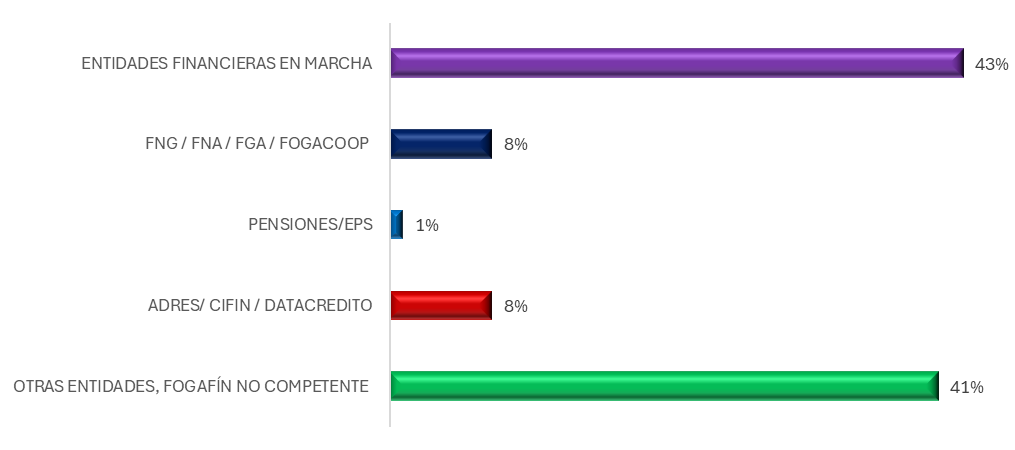 ENTIDADES FINANCIERAS EN MARCHA 43%
FNG / FNA / FGA / FOGACOOP 8%
PENSIONES/EPS 1%
ADRES/ CIFIN / DATACREDITO 8%
OTRAS ENTIDADES, FOGAFÍN NO COMPETENTE 41%